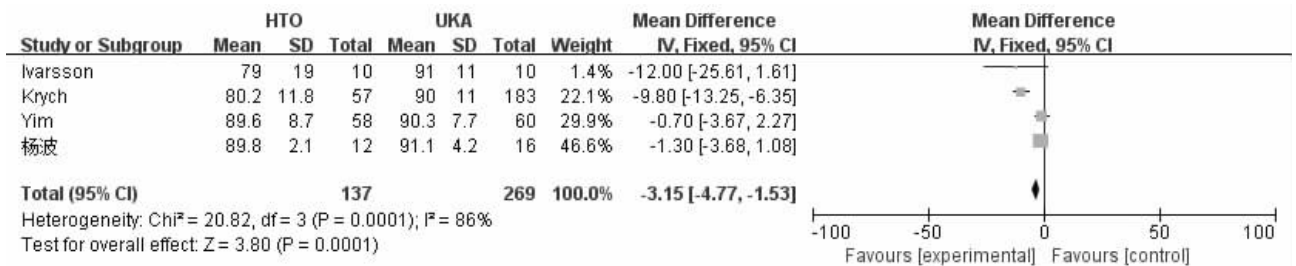 HTO UKA Mean Difference Mean Difference
Study or Subgroup Mean SD Total Mean SD Total Weight IV, Fixed, 95% CI IV, Fixed, 95% CI
Ivarsson 79 19 10 91 11 10 1.4% -12.00 [-25.61, 1.61]
Krych 80.2 11.8 57 90 11 183 22.1% -9.80 [-13.25, -6.35]
Yim 89.6 8.7 58 90.3 7.7 60 29.9% -0.70 [-3.67, 2.27]
杨波 89.8 2.1 12 91.1 4.2 16 46.6% -1.30 [-3.68, 1.08]
Total (95% CI) 137 269 100.0% -3.15 [-4.77, -1.53]
Heterogeneity: Chi² = 20.82, df = 3 (P = 0.0001); I² = 86%
Test for overall effect: Z = 3.80 (P = 0.0001)
-100 -50 0 50 100
Favours [experimental] Favours [control]